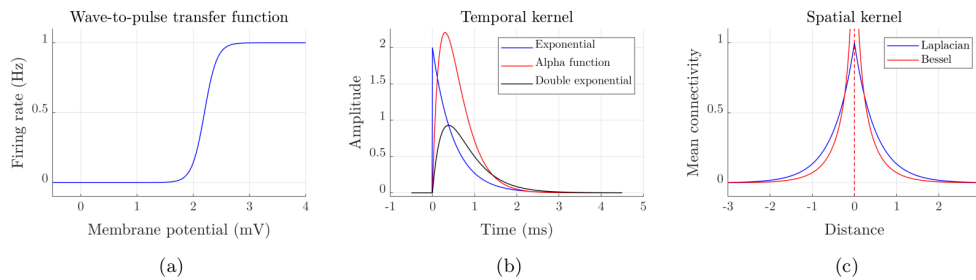 Wave-to-pulse transfer function
Firing rate (Hz)
1
0.5
0
0 1 2 3 4
Membrane potential (mV)
(a)
Temporal kernel
Amplitude
2
1.5
1
0.5
0
-1 0 1 2 3 4 5
Exponential
Alpha function
Double exponential
Time (ms)
(b)
Spatial kernel
Mean connectivity
1
0.5
0
-3 -2 -1 0 1 2
Laplacian
Bessel
Distance
(c)